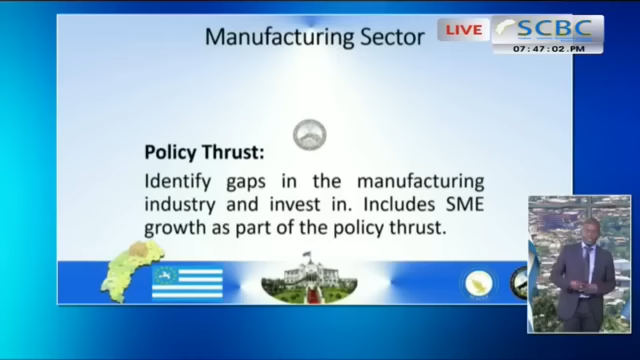 Manufacturing Sector
LIVE
SCBC
07:47:02.PM
Policy Thrust:
Identify gaps in the manufacturing
industry and invest in. Includes SME
growth as part of the policy thrust.